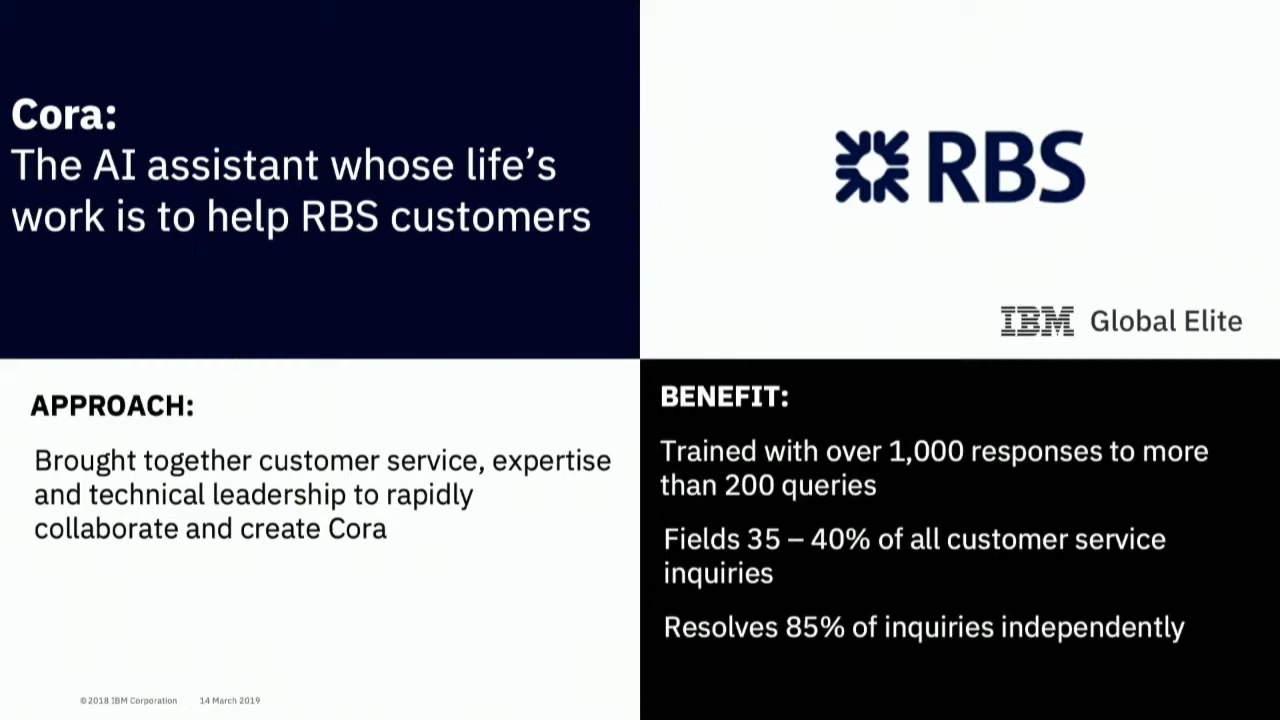 Cora:
The AI assistant whose life’s
work is to help RBS customers
RBS
IBM Global Elite
APPROACH:
Brought together customer service, expertise
and technical leadership to rapidly
collaborate and create Cora
BENEFIT:
Trained with over 1,000 responses to more
than 200 queries
Fields 35 – 40% of all customer service
inquiries
Resolves 85% of inquiries independently
©2018 IBM Corporation 14 March 2019